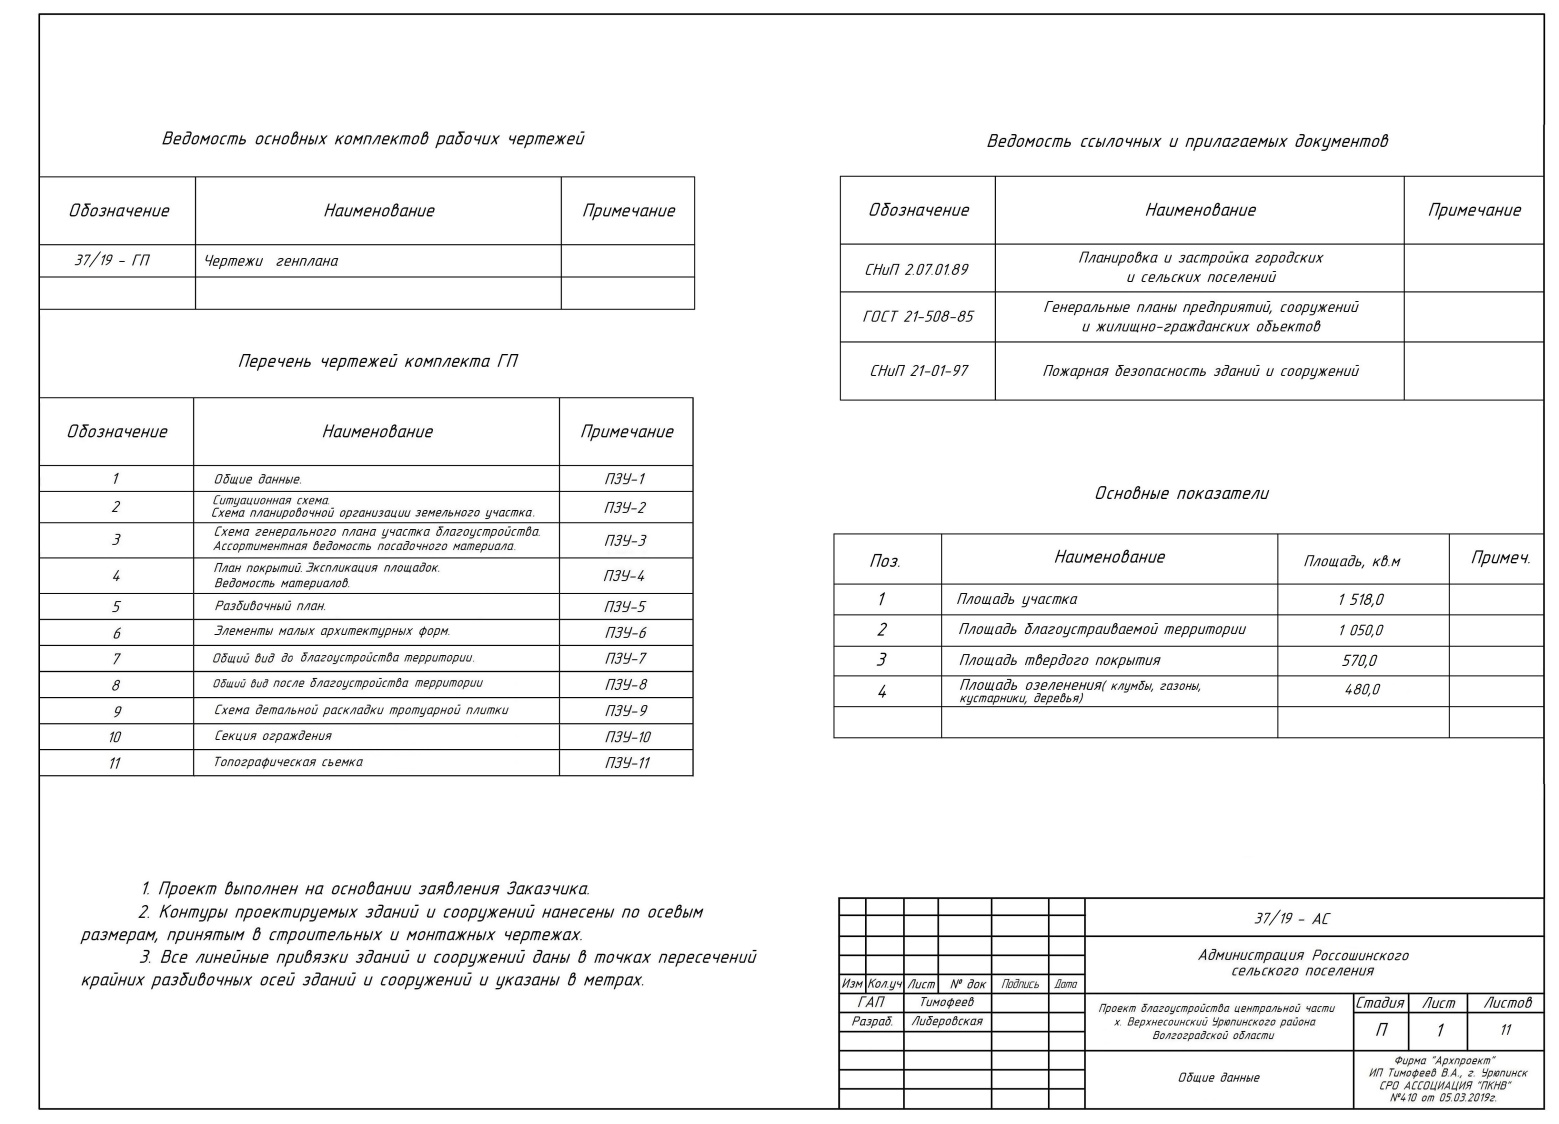 Ведомость основных комплектов рабочих чертежей
Обозначение Наименование Примечание
37/19 - ГП Чертежи генплана
Перечень чертежей комплекта ГП
Обозначение Наименование Примечание
1 Общие данные. ПЗУ-1
2 Ситуационная схема.
Схема планировочной организации земельного участка. ПЗУ-2
3 Схема генерального плана участка благоустройства.
Ассортиментная ведомость посадочного материала. ПЗУ-3
4 План покрытий. Экспликация площадок.
Ведомость материалов. ПЗУ-4
5 Разбивочный план. ПЗУ-5
6 Элементы малых архитектурных форм. ПЗУ-6
7 Общий вид до благоустройства территории. ПЗУ-7
8 Общий вид после благоустройства территории ПЗУ-8
9 Схема детальной раскладки тротуарной плитки ПЗУ-9
10 Секция ограждения ПЗУ-10
11 Топографическая съемка ПЗУ-11
1. Проект выполнен на основании заявления Заказчика.
2. Контуры проектируемых зданий и сооружений нанесены по осевым
размерам, принятым в строительных и монтажных чертежах.
3. Все линейные привязки зданий и сооружений даны в точках пересечений
крайних разбивочных осей зданий и сооружений и указаны в метрах.
Ведомость ссылочных и прилагаемых документов
Обозначение Наименование Примечание
СНиП 2.07.01.89 Планировка и застройка городских
и сельских поселений
ГОСТ 21-508-85 Генеральные планы предприятий, сооружений
и жилищно-гражданских объектов
СНиП 21-01-97 Пожарная безопасность зданий и сооружений
Основные показатели
Поз. Наименование Площадь, кв.м Примеч.
1 Площадь участка 1 518,0
2 Площадь благоустраиваемой территории 1 050,0
3 Площадь твердого покрытия 570,0
4 Площадь озеленения( клумбы, газоны,
кустарники, деревья) 480,0
37/19 - АС
Администрация Россошинского
сельского поселения
Изм Кол.уч Лист № док Подпись Дата
ГАП Тимофеев
Разраб. Либеровская
Проект благоустройства центральной части
х. Верхнесоинский Урюпинского района
Волгоградской области
Стадия Лист Листов
П 1 11
Общие данные
Фирма "Архпроект"
ИП Тимофеев В.А., г. Урюпинск
СРО АССОЦИАЦИЯ "ПКНВ"
№410 от 05.03.2019г.